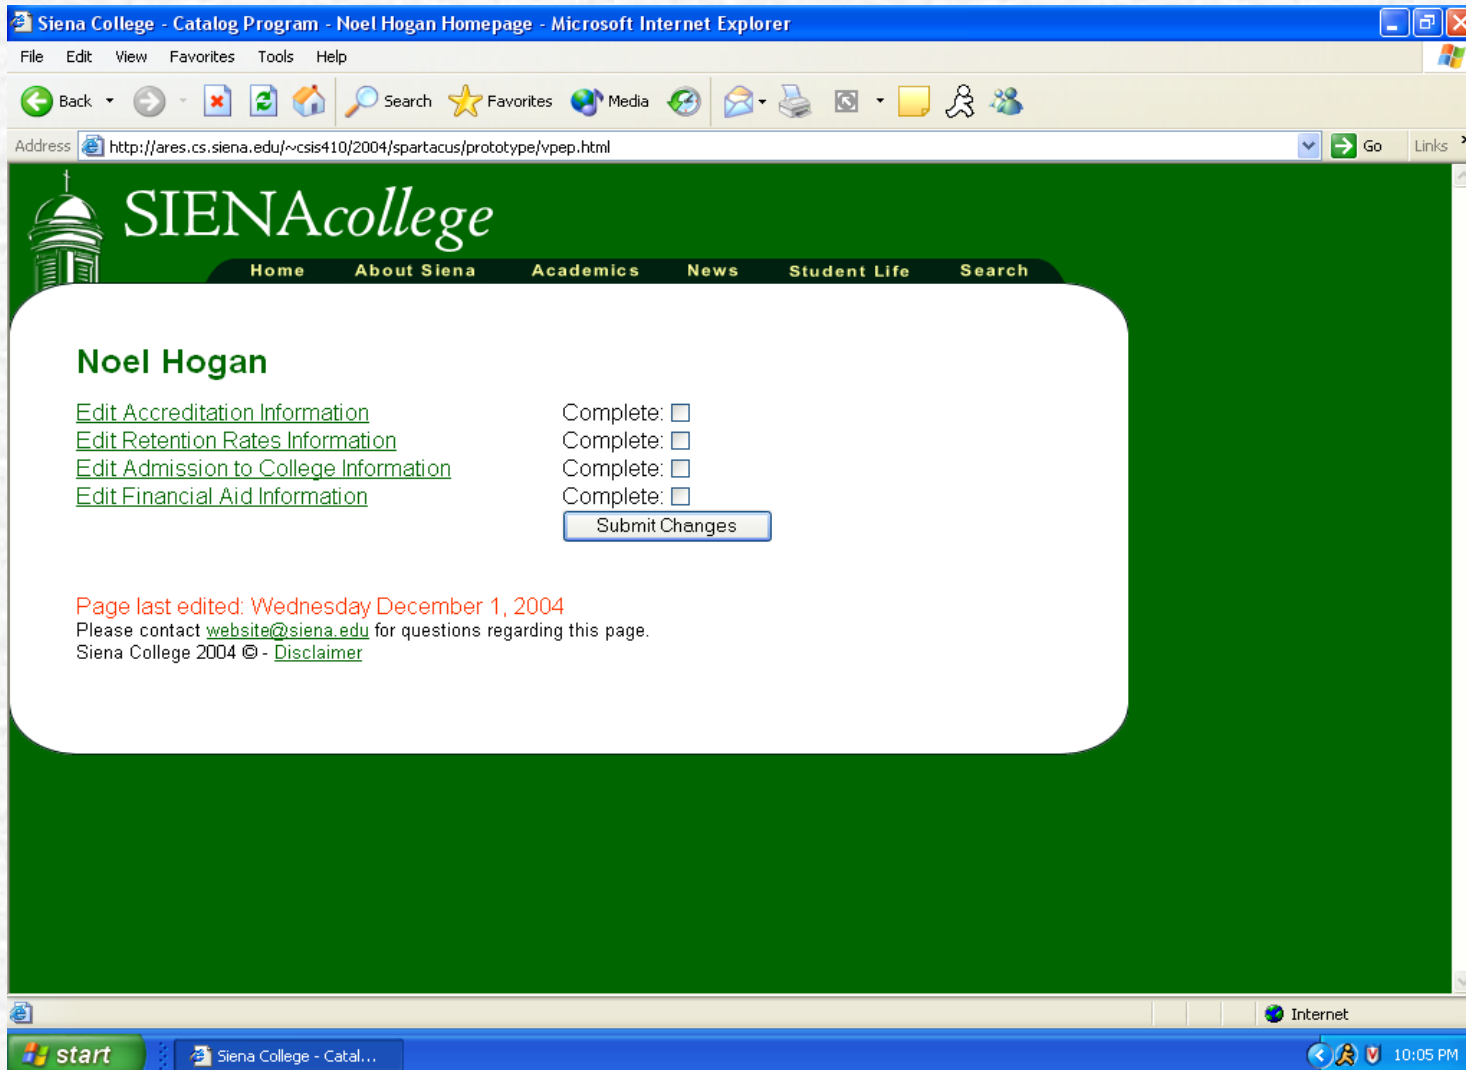 Siena College - Catalog Program - Noel Hogan Homepage - Microsoft Internet Explorer
File Edit View Favorites Tools Help
Back Search Favorites Media
Address http://ares.cs.siena.edu/~csis410/2004/spartacus/prototype/vpep.html Go Links
SIENAcollege
Home About Siena Academics News Student Life Search
Noel Hogan
Edit Accreditation Information Complete:
Edit Retention Rates Information Complete:
Edit Admission to College Information Complete:
Edit Financial Aid Information Complete:
Submit Changes
Page last edited: Wednesday December 1, 2004
Please contact website@siena.edu for questions regarding this page.
Siena College 2004 © - Disclaimer
Internet
start Siena College - Catal... 10:05 PM